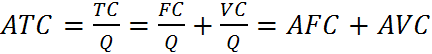 ATC = TC/Q = FC/Q + VC/Q = AFC + AVC